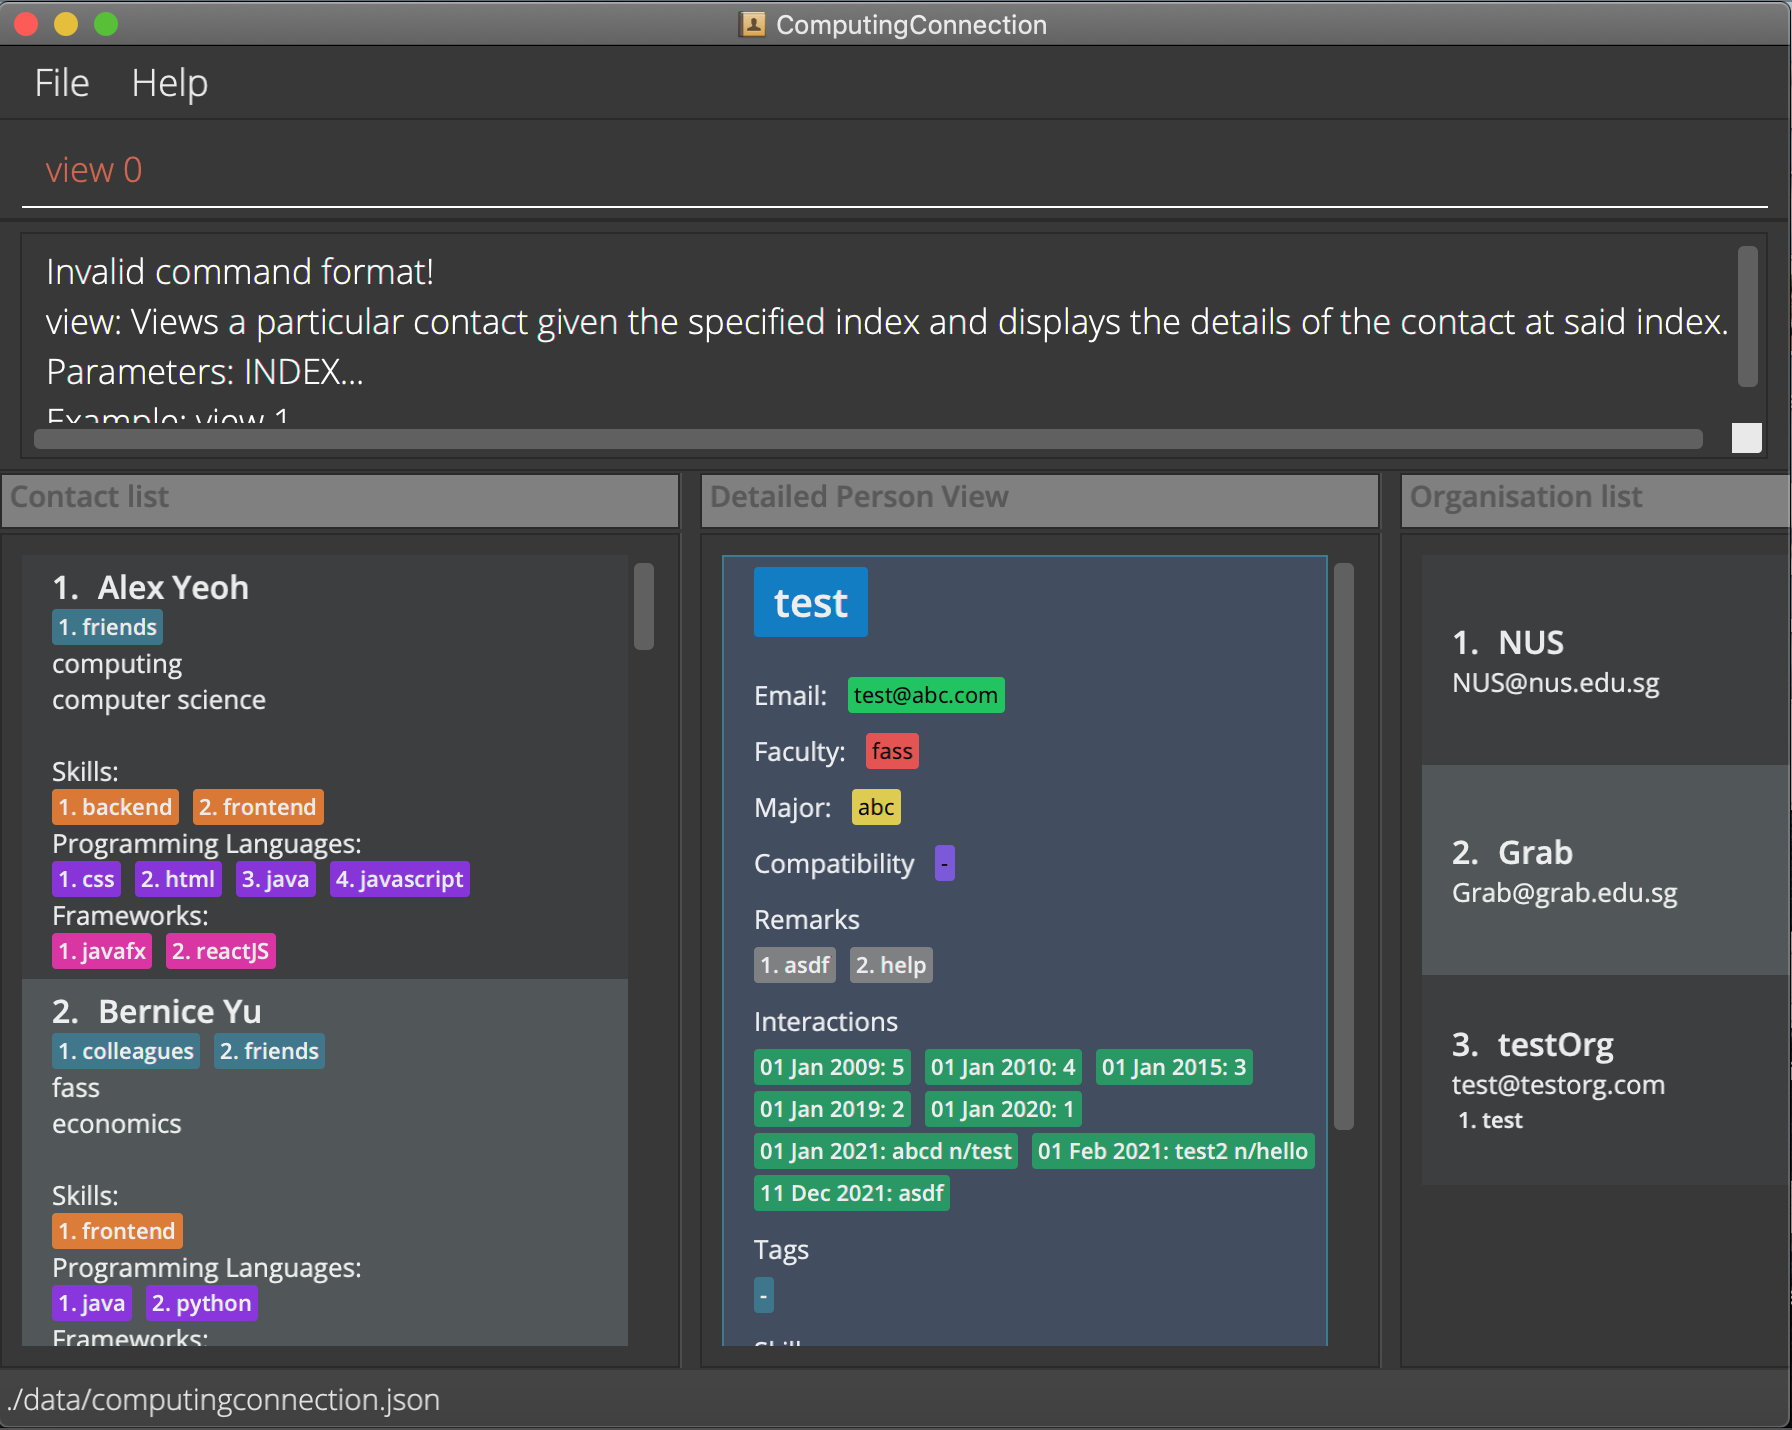 ComputingConnection
File Help
view 0
Invalid command format!
view: Views a particular contact given the specified index and displays the details of the contact at said index.
Parameters: INDEX...
Example: view 1
Contact list
1. Alex Yeoh
1. friends
computing
computer science
Skills:
1. backend 2. frontend
Programming Languages:
1. css 2. html 3. java 4. javascript
Frameworks:
1. javafx 2. reactJS
2. Bernice Yu
1. colleagues 2. friends
fass
economics
Skills:
1. frontend
Programming Languages:
1. java 2. python
Frameworks:
Detailed Person View
test
Email: test@abc.com
Faculty: fass
Major: abc
Compatibility -
Remarks
1. asdf 2. help
Interactions
01 Jan 2009: 5 01 Jan 2010: 4 01 Jan 2015: 3
01 Jan 2019: 2 01 Jan 2020: 1
01 Jan 2021: abcd n/test 01 Feb 2021: test2 n/hello
11 Dec 2021: asdf
Tags
-
Organisation list
1. NUS
NUS@nus.edu.sg
2. Grab
Grab@grab.edu.sg
3. testOrg
test@testorg.com
1. test
./data/computingconnection.json